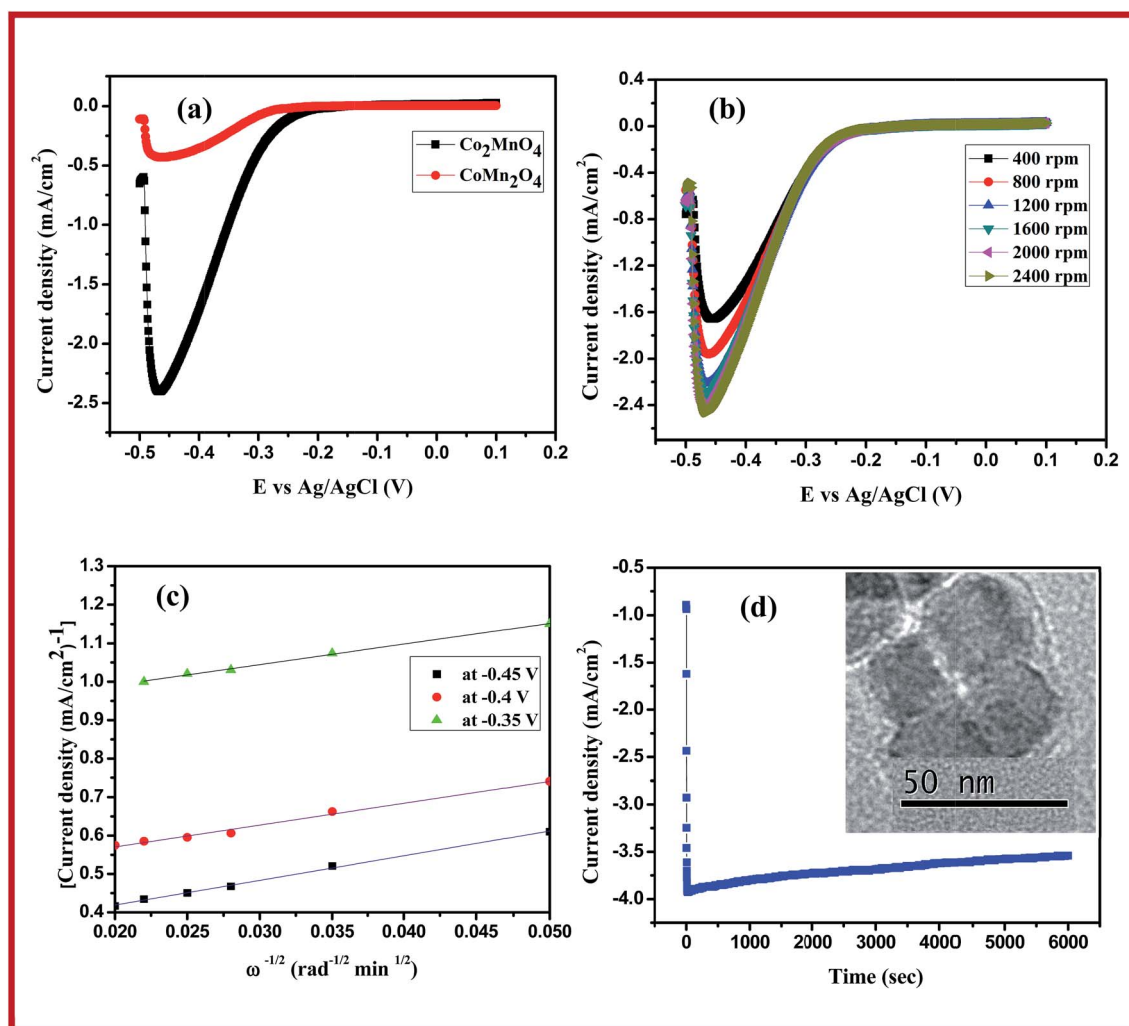 (a)
Co₂MnO₄
CoMn₂O₄
0.0
-0.5
-1.0
-1.5
-2.0
-2.5
Current density (mA/cm²)
-0.5 -0.4 -0.3 -0.2 -0.1 0.0 0.1 0.2
E vs Ag/AgCl (V)
(b)
400 rpm
800 rpm
1200 rpm
1600 rpm
2000 rpm
2400 rpm
0.4
0.0
-0.4
-0.8
-1.2
-1.6
-2.0
-2.4
Current density (mA/cm²)
-0.5 -0.4 -0.3 -0.2 -0.1 0.0 0.1 0.2
E vs Ag/AgCl (V)
(c)
at -0.45 V
at -0.4 V
at -0.35 V
1.3
1.2
1.1
1.0
0.9
0.8
0.7
0.6
0.5
0.4
[Current density (mA/cm²)⁻¹]
0.020 0.025 0.030 0.035 0.040 0.045 0.050
ω⁻¹/² (rad⁻¹/² min ¹/²)
(d)
50 nm
-0.5
-1.0
-1.5
-2.0
-2.5
-3.0
-3.5
-4.0
Current density (mA/cm²)
0 1000 2000 3000 4000 5000 6000
Time (sec)